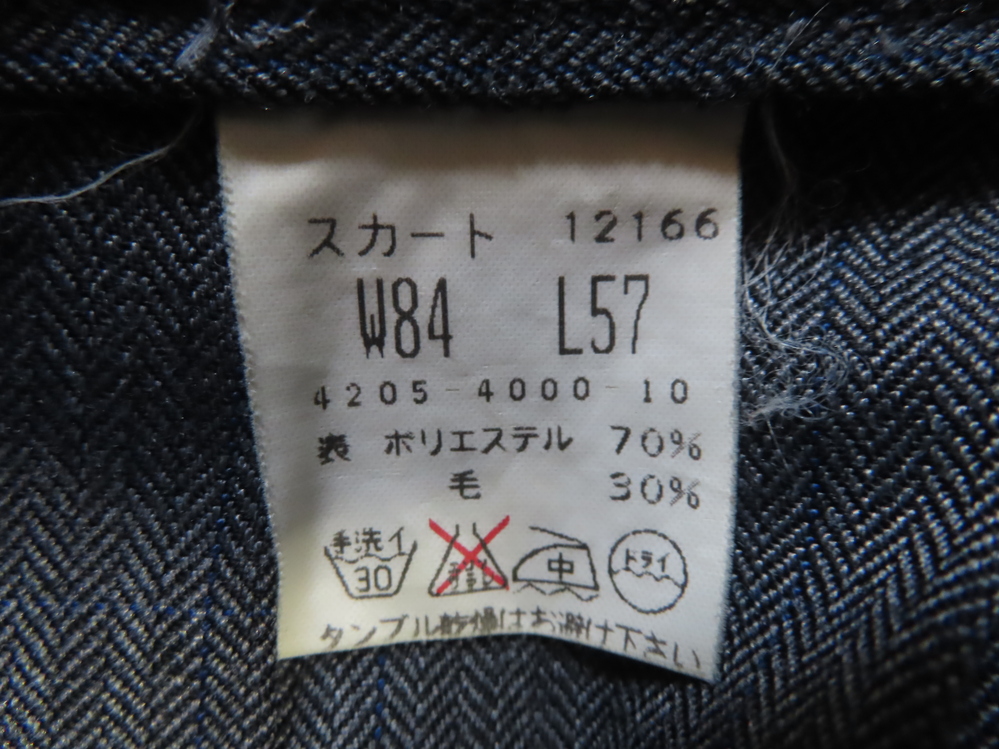 スカート 12166
W84 L57
4205-4000-10
表 ポリエステル 70%
毛 30%
手洗イ 30 中 ドライ
タンブル乾燥はお避け下さい